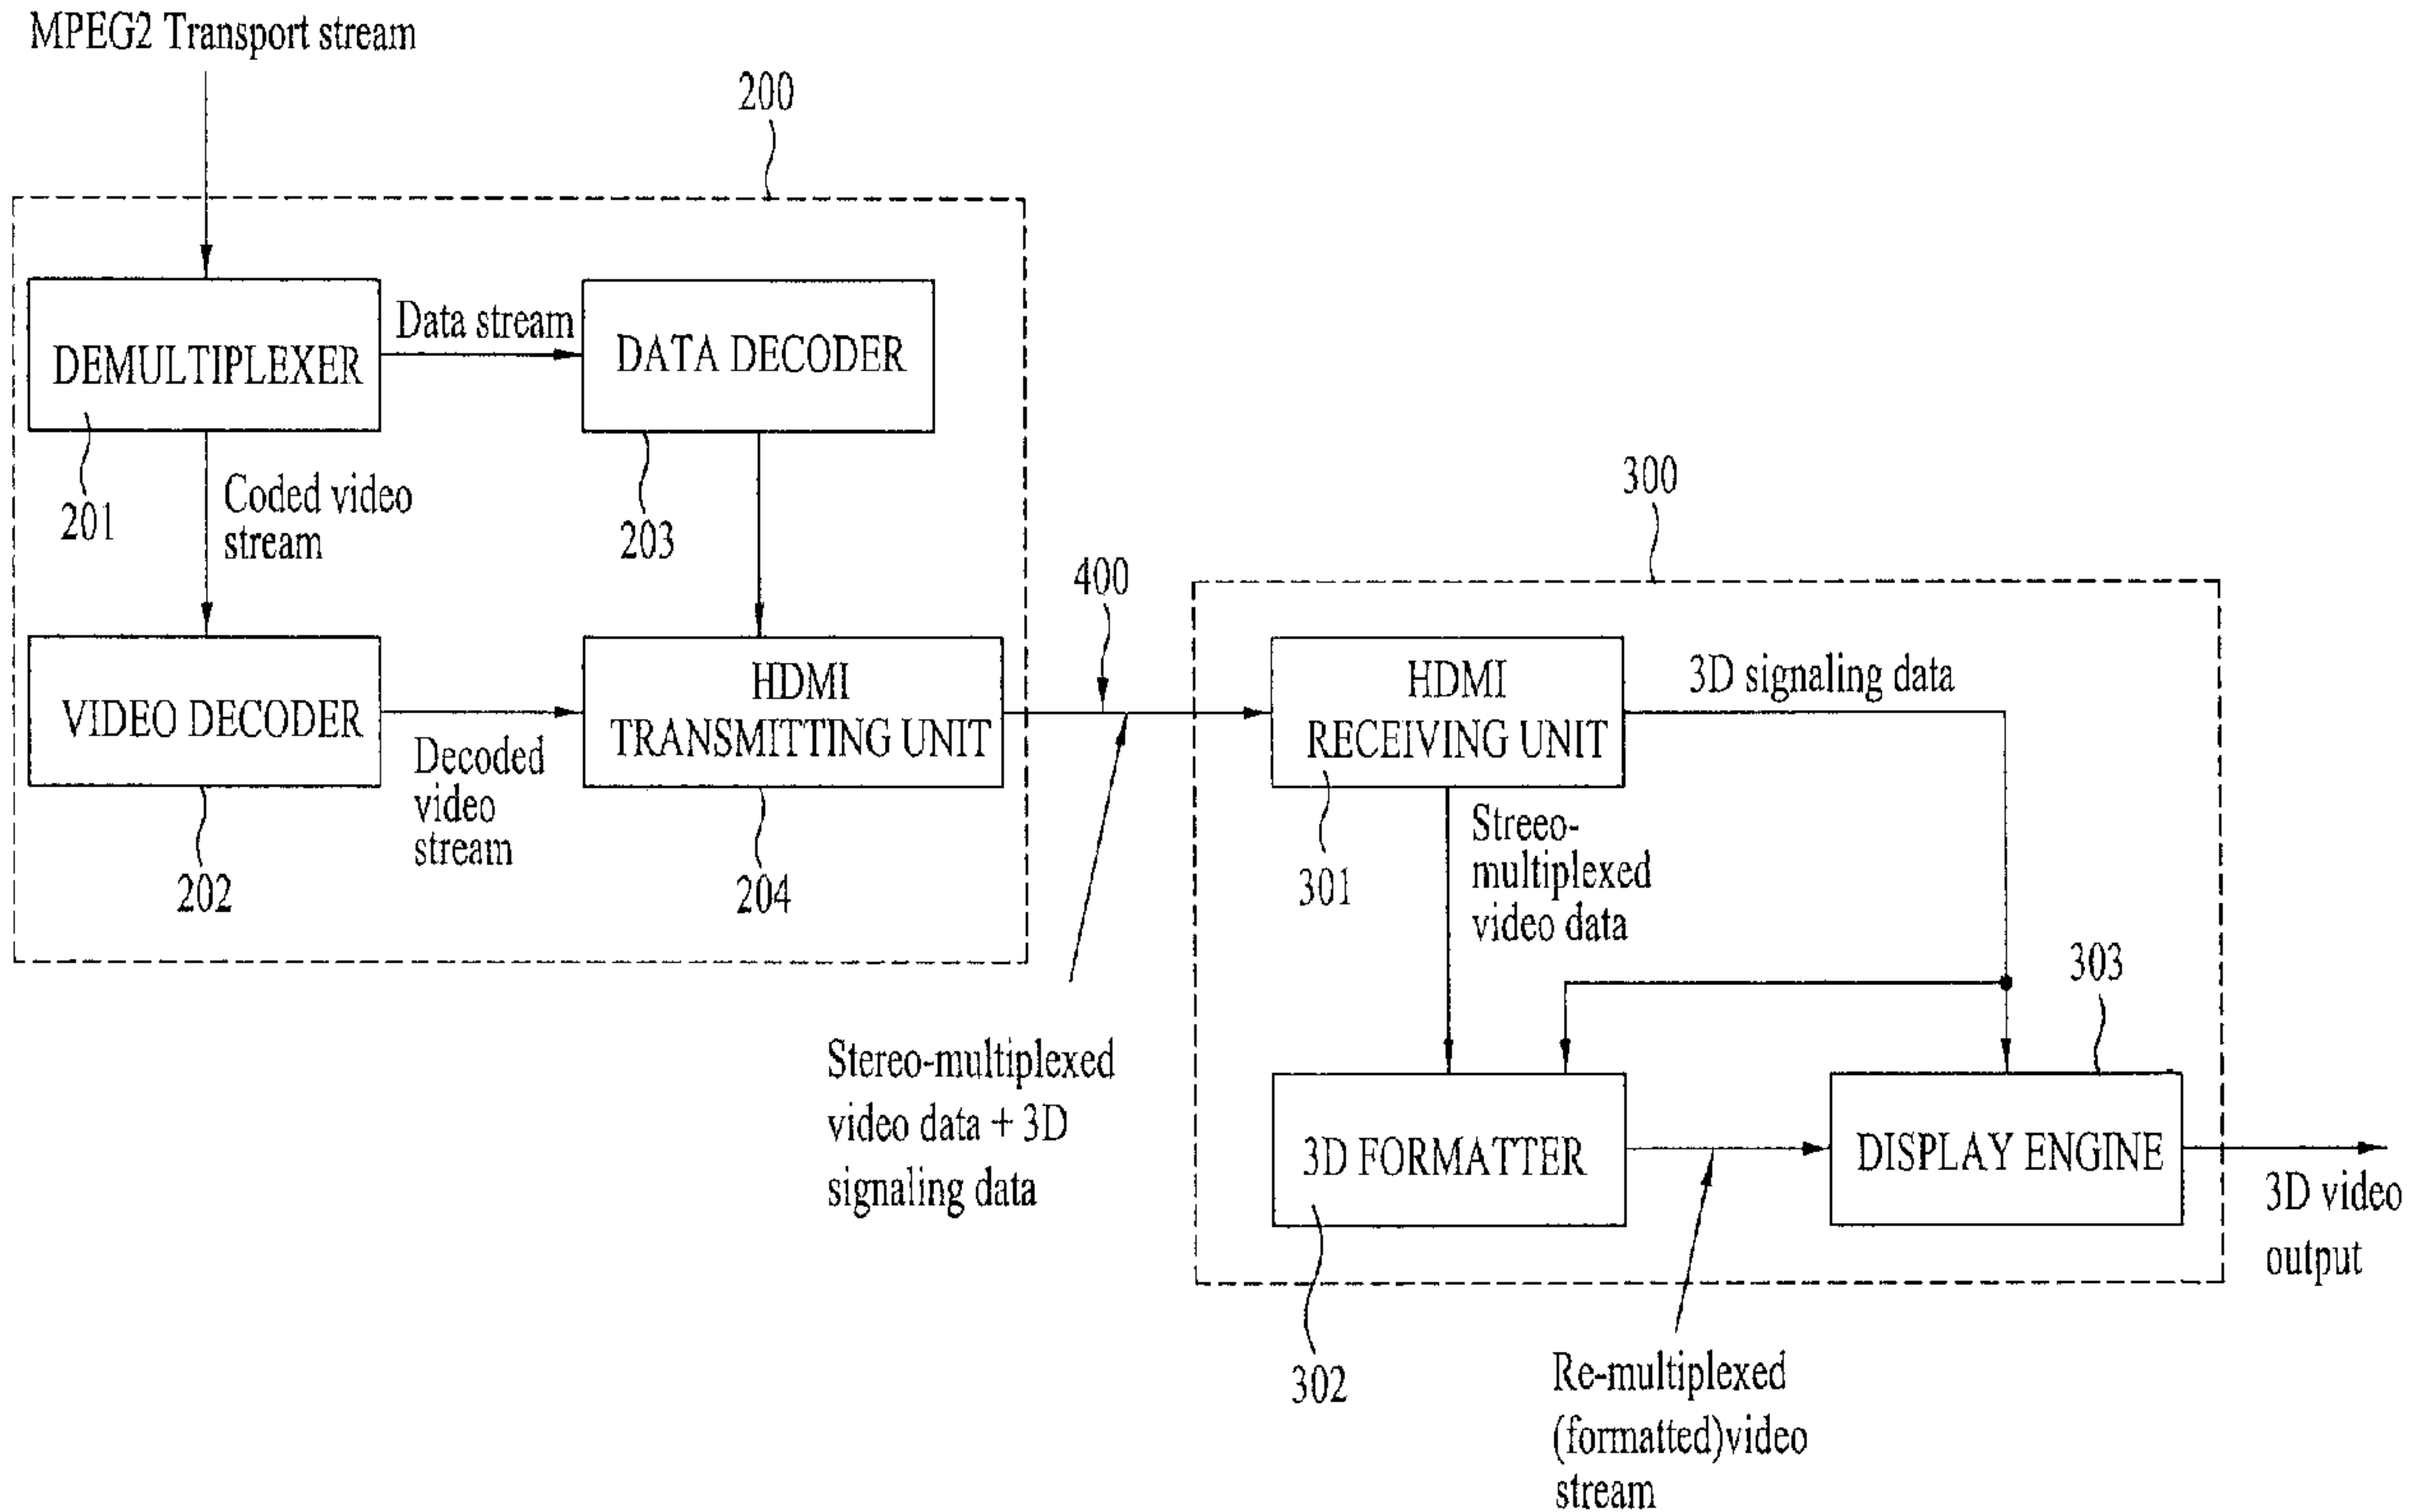 MPEG2 Transport stream
200
DEMULTIPLEXER
201
Data stream
DATA DECODER
203
Coded video
stream
VIDEO DECODER
202
Decoded
video
stream
HDMI
TRANSMITTING UNIT
204
400
Stereo-multiplexed
video data + 3D
signaling data
300
HDMI
RECEIVING UNIT
301
3D signaling data
Streeo-
multiplexed
video data
3D FORMATTER
302
303
DISPLAY ENGINE
Re-multiplexed
(formatted)video
stream
3D video
output